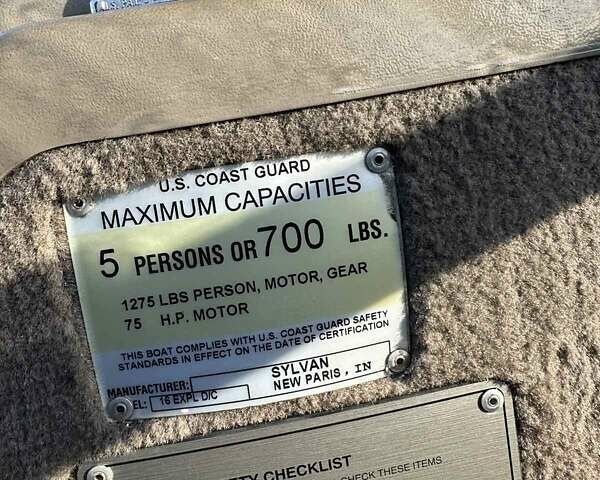 U.S. COAST GUARD
MAXIMUM CAPACITIES
5 PERSONS OR 700 LBS.
1275 LBS PERSON, MOTOR, GEAR
75 H.P. MOTOR
THIS BOAT COMPLIES WITH U.S. COAST GUARD SAFETY
STANDARDS IN EFFECT ON THE DATE OF CERTIFICATION
MANUFACTURER: SYLVAN
NEW PARIS, IN
EL: 16 EXPL D/C
TY CHECKLIST
CHECK THESE ITEMS